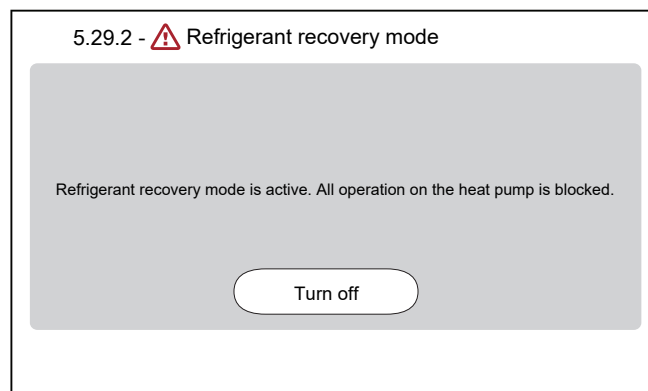 5.29.2 - Refrigerant recovery mode
Refrigerant recovery mode is active. All operation on the heat pump is blocked.
Turn off